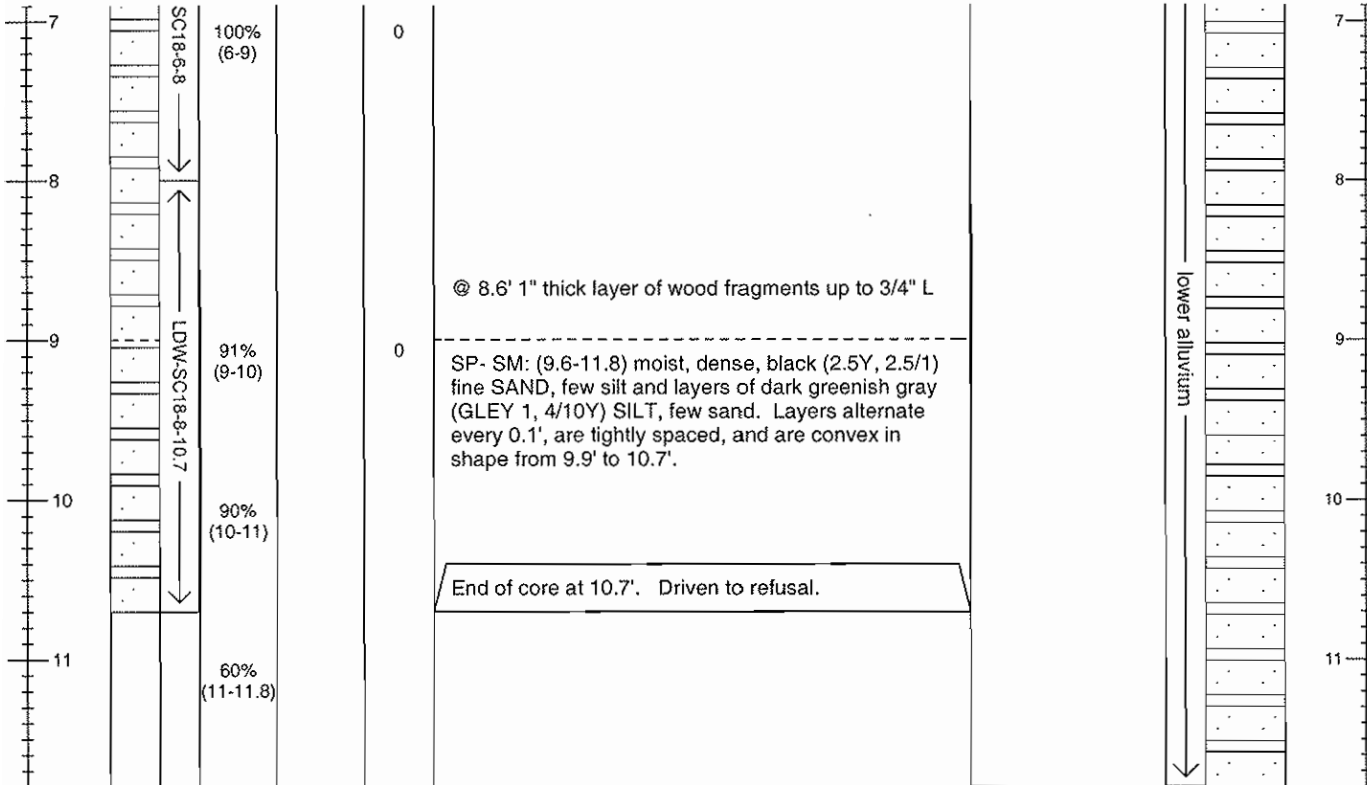 7
SC18-6-8
100%
(6-9)
0
7
8
8
@ 8.6' 1" thick layer of wood fragments up to 3/4" L
lower alluvium
9
LDW-SC18-8-10.7
91%
(9-10)
0
9
SP- SM: (9.6-11.8) moist, dense, black (2.5Y, 2.5/1)
fine SAND, few silt and layers of dark greenish gray
(GLEY 1, 4/10Y) SILT, few sand. Layers alternate
every 0.1', are tightly spaced, and are convex in
shape from 9.9' to 10.7'.
10
90%
(10-11)
10
End of core at 10.7'. Driven to refusal.
11
60%
(11-11.8)
11